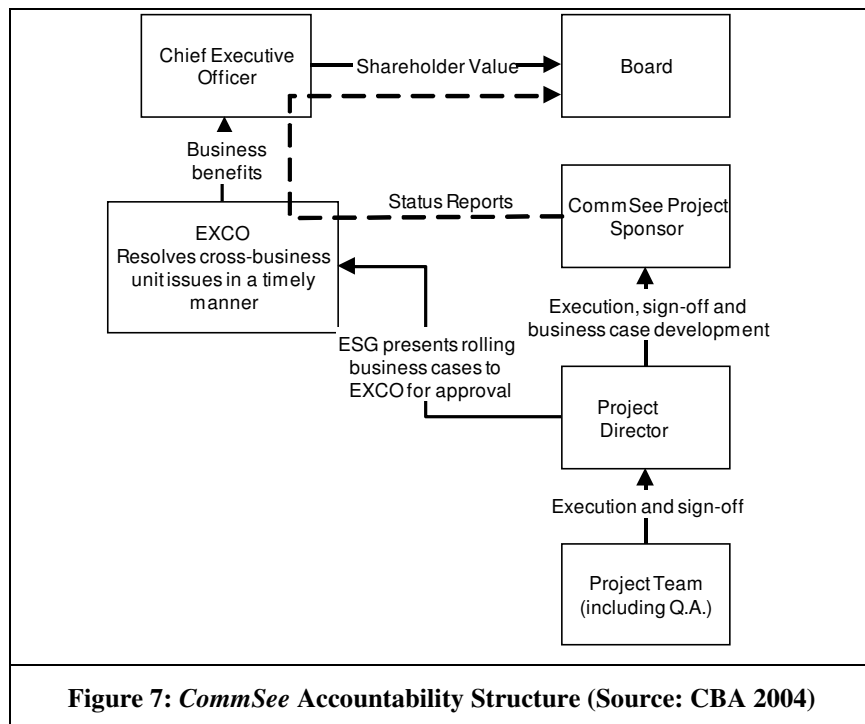 Chief Executive
Officer
Shareholder Value
Board
Business
benefits
Status Reports
CommSee Project
Sponsor
EXCO
Resolves cross-business
unit issues in a timely
manner
Execution, sign-off and
business case development
ESG presents rolling
business cases to
EXCO for approval
Project
Director
Execution and sign-off
Project Team
(including Q.A.)
Figure 7: CommSee Accountability Structure (Source: CBA 2004)